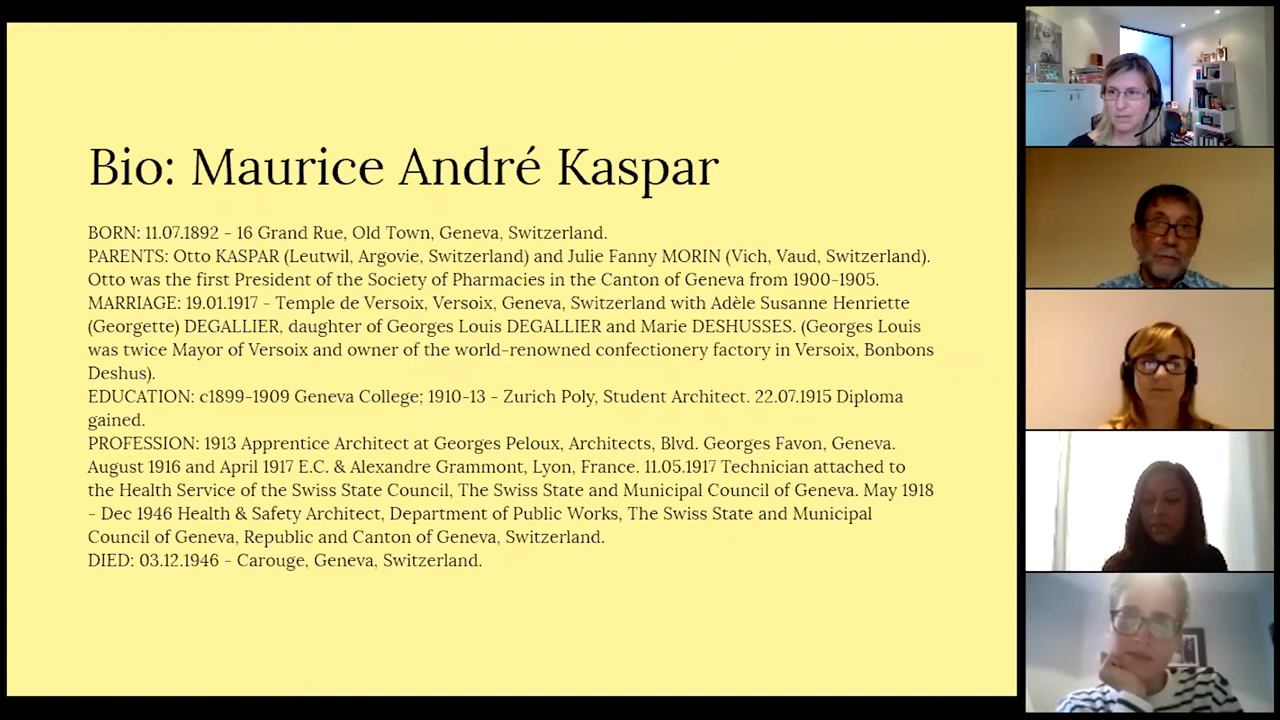 Bio: Maurice André Kaspar
BORN: 11.07.1892 - 16 Grand Rue, Old Town, Geneva, Switzerland.
PARENTS: Otto KASPAR (Leutwil, Argovie, Switzerland) and Julie Fanny MORIN (Vich, Vaud, Switzerland).
Otto was the first President of the Society of Pharmacies in the Canton of Geneva from 1900-1905.
MARRIAGE: 19.01.1917 - Temple de Versoix, Versoix, Geneva, Switzerland with Adèle Susanne Henriette
(Georgette) DEGALLIER, daughter of Georges Louis DEGALLIER and Marie DESHUSSES. (Georges Louis
was twice Mayor of Versoix and owner of the world-renowned confectionery factory in Versoix, Bonbons
Deshus).
EDUCATION: c1899-1909 Geneva College; 1910-13 - Zurich Poly, Student Architect. 22.07.1915 Diploma
gained.
PROFESSION: 1913 Apprentice Architect at Georges Peloux, Architects, Blvd. Georges Favon, Geneva.
August 1916 and April 1917 E.C. & Alexandre Grammont, Lyon, France. 11.05.1917 Technician attached to
the Health Service of the Swiss State Council, The Swiss State and Municipal Council of Geneva. May 1918
- Dec 1946 Health & Safety Architect, Department of Public Works, The Swiss State and Municipal
Council of Geneva, Republic and Canton of Geneva, Switzerland.
DIED: 03.12.1946 - Carouge, Geneva, Switzerland.